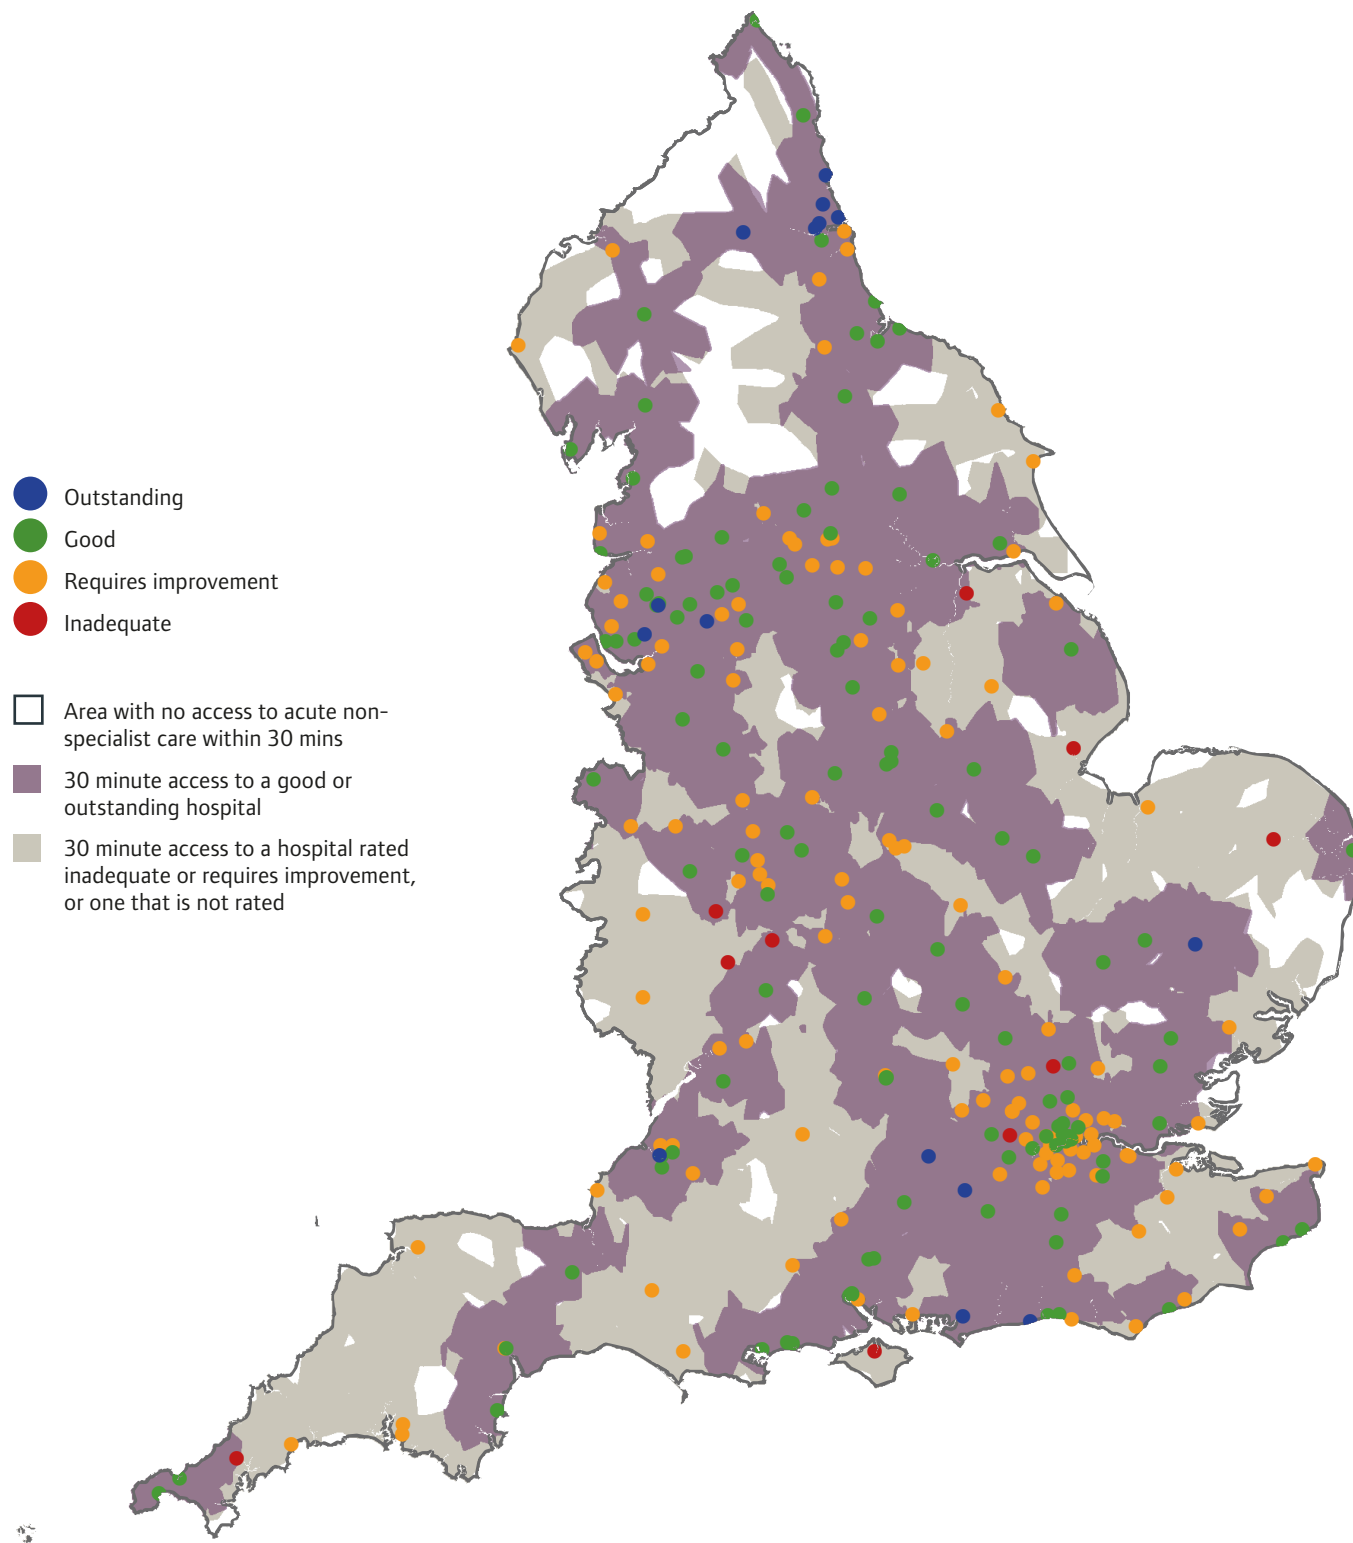 Outstanding
Good
Requires improvement
Inadequate
Area with no access to acute non-
specialist care within 30 mins
30 minute access to a good or
outstanding hospital
30 minute access to a hospital rated
inadequate or requires improvement,
or one that is not rated